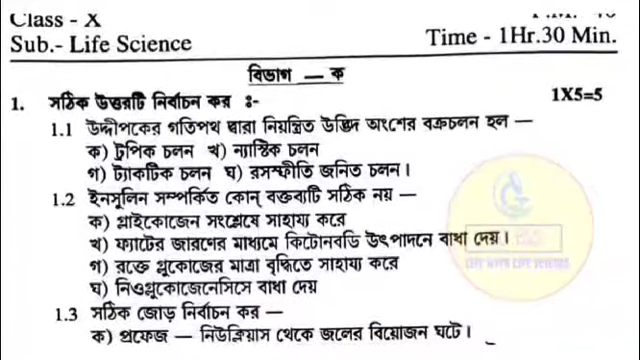 Class - X
F.M. - 40
Sub.- Life Science
Time - 1Hr.30 Min.
বিভাগ — ক
1. সঠিক উত্তরটি নির্বাচন কর :- 1X5=5
1.1 উদ্দীপকের গতিপথ দ্বারা নিয়ন্ত্রিত উদ্ভিদ অংশের বক্রচলন হল —
ক) ট্রপিক চলন খ) ন্যাস্টিক চলন
গ) ট্যাকটিক চলন ঘ) রসস্ফীতি জনিত চলন।
1.2 ইনসুলিন সম্পর্কিত কোন্ বক্তব্যটি সঠিক নয় —
ক) গ্লাইকোজেন সংশ্লেষে সাহায্য করে
খ) ফ্যাটের জারণের মাধ্যমে কিটোনবডি উৎপাদনে বাধা দেয়।
গ) রক্তে গ্লুকোজের মাত্রা বৃদ্ধিতে সাহায্য করে
ঘ) নিওগ্লুকোজেনেসিসে বাধা দেয়
1.3 সঠিক জোড় নির্বাচন কর —
ক) প্রফেজ — নিউক্লিয়াস থেকে জলের বিয়োজন ঘটে।